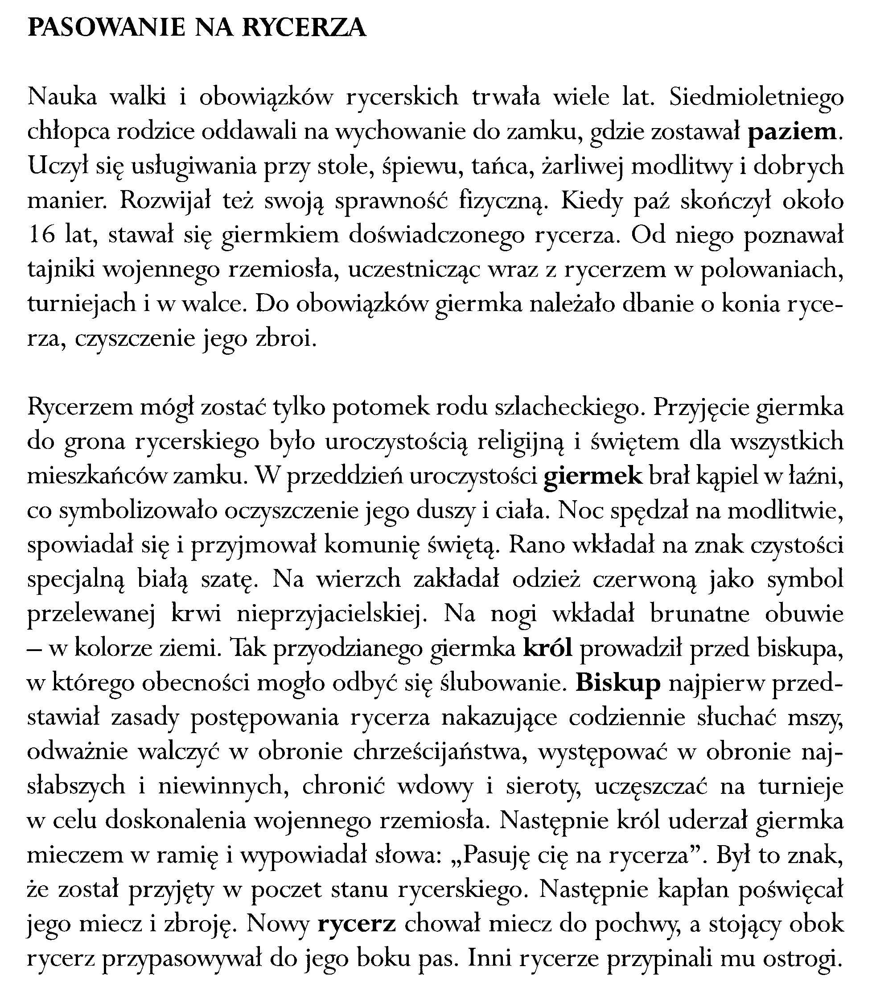 PASOWANIE NA RYCERZA
Nauka walki i obowiązków rycerskich trwała wiele lat. Siedmioletniego
chłopca rodzice oddawali na wychowanie do zamku, gdzie zostawał paziem.
Uczył się usługiwania przy stole, śpiewu, tańca, żarliwej modlitwy i dobrych
manier. Rozwijał też swoją sprawność fizyczną. Kiedy paź skończył około
16 lat, stawał się giermkiem doświadczonego rycerza. Od niego poznawał
tajniki wojennego rzemiosła, uczestnicząc wraz z rycerzem w polowaniach,
turniejach i w walce. Do obowiązków giermka należało dbanie o konia ryce-
rza, czyszczenie jego zbroi.
Rycerzem mógł zostać tylko potomek rodu szlacheckiego. Przyjęcie giermka
do grona rycerskiego było uroczystością religijną i świętem dla wszystkich
mieszkańców zamku. W przeddzień uroczystości giermek brał kąpiel w łaźni,
co symbolizowało oczyszczenie jego duszy i ciała. Noc spędzał na modlitwie,
spowiadał się i przyjmował komunię świętą. Rano wkładał na znak czystości
specjalną białą szatę. Na wierzch zakładał odzież czerwoną jako symbol
przelewanej krwi nieprzyjacielskiej. Na nogi wkładał brunatne obuwie
– w kolorze ziemi. Tak przyodzianego giermka król prowadził przed biskupa,
w którego obecności mogło odbyć się ślubowanie. Biskup najpierw przed-
stawiał zasady postępowania rycerza nakazujące codziennie słuchać mszy,
odważnie walczyć w obronie chrześcijaństwa, występować w obronie naj-
słabszych i niewinnych, chronić wdowy i sieroty, uczęszczać na turnieje
w celu doskonalenia wojennego rzemiosła. Następnie król uderzał giermka
mieczem w ramię i wypowiadał słowa: „Pasuję cię na rycerza”. Był to znak,
że został przyjęty w poczet stanu rycerskiego. Następnie kapłan poświęcał
jego miecz i zbroję. Nowy rycerz chował miecz do pochwy, a stojący obok
rycerz przypasowywał do jego boku pas. Inni rycerze przypinali mu ostrogi.